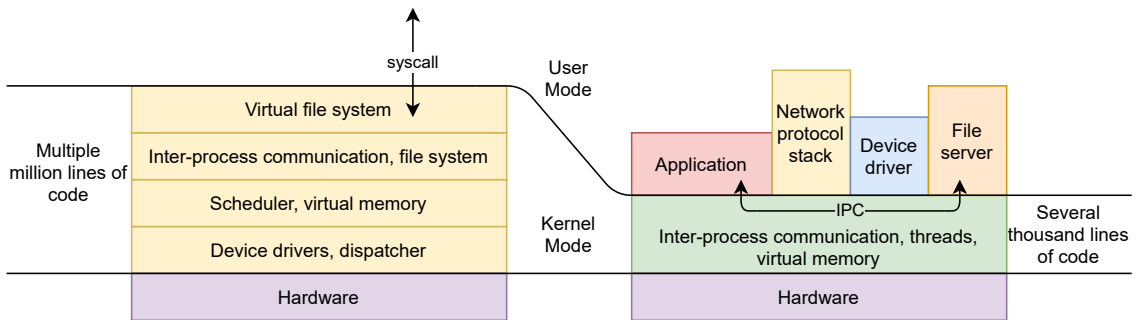 syscall
User
Mode
Virtual file system
Multiple
million lines of
code
Inter-process communication, file system
Scheduler, virtual memory
Device drivers, dispatcher
Hardware
Kernel
Mode
Application
Network
protocol
stack
Device
driver
File
server
IPC
Inter-process communication, threads,
virtual memory
Several
thousand lines
of code
Hardware